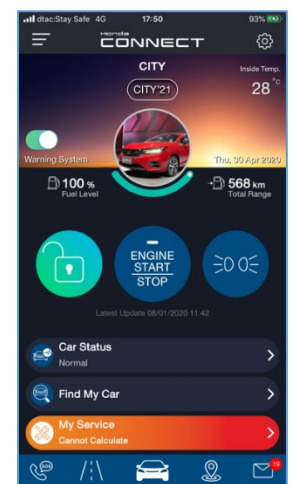 dtac:Stay Safe 4G 17:50 93%
Honda
CONNECT
CITY
Inside Temp.
CITY'21
28 °C
Warning System
Thu, 30 Apr 2020
100 %
Fuel Level
568 km
Total Range
ENGINE
START
STOP
Latest Update 08/01/2020 11:42
Car Status
Normal
Find My Car
My Service
Cannot Calculate
SOS
19